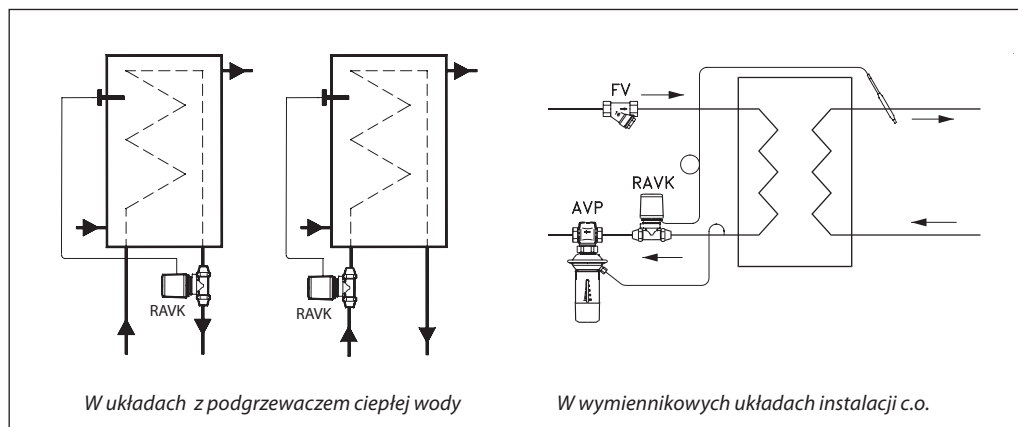 FV
RAVK
AVP
RAVK
RAVK
W układach z podgrzewaczem ciepłej wody
W wymiennikowych układach instalacji c.o.